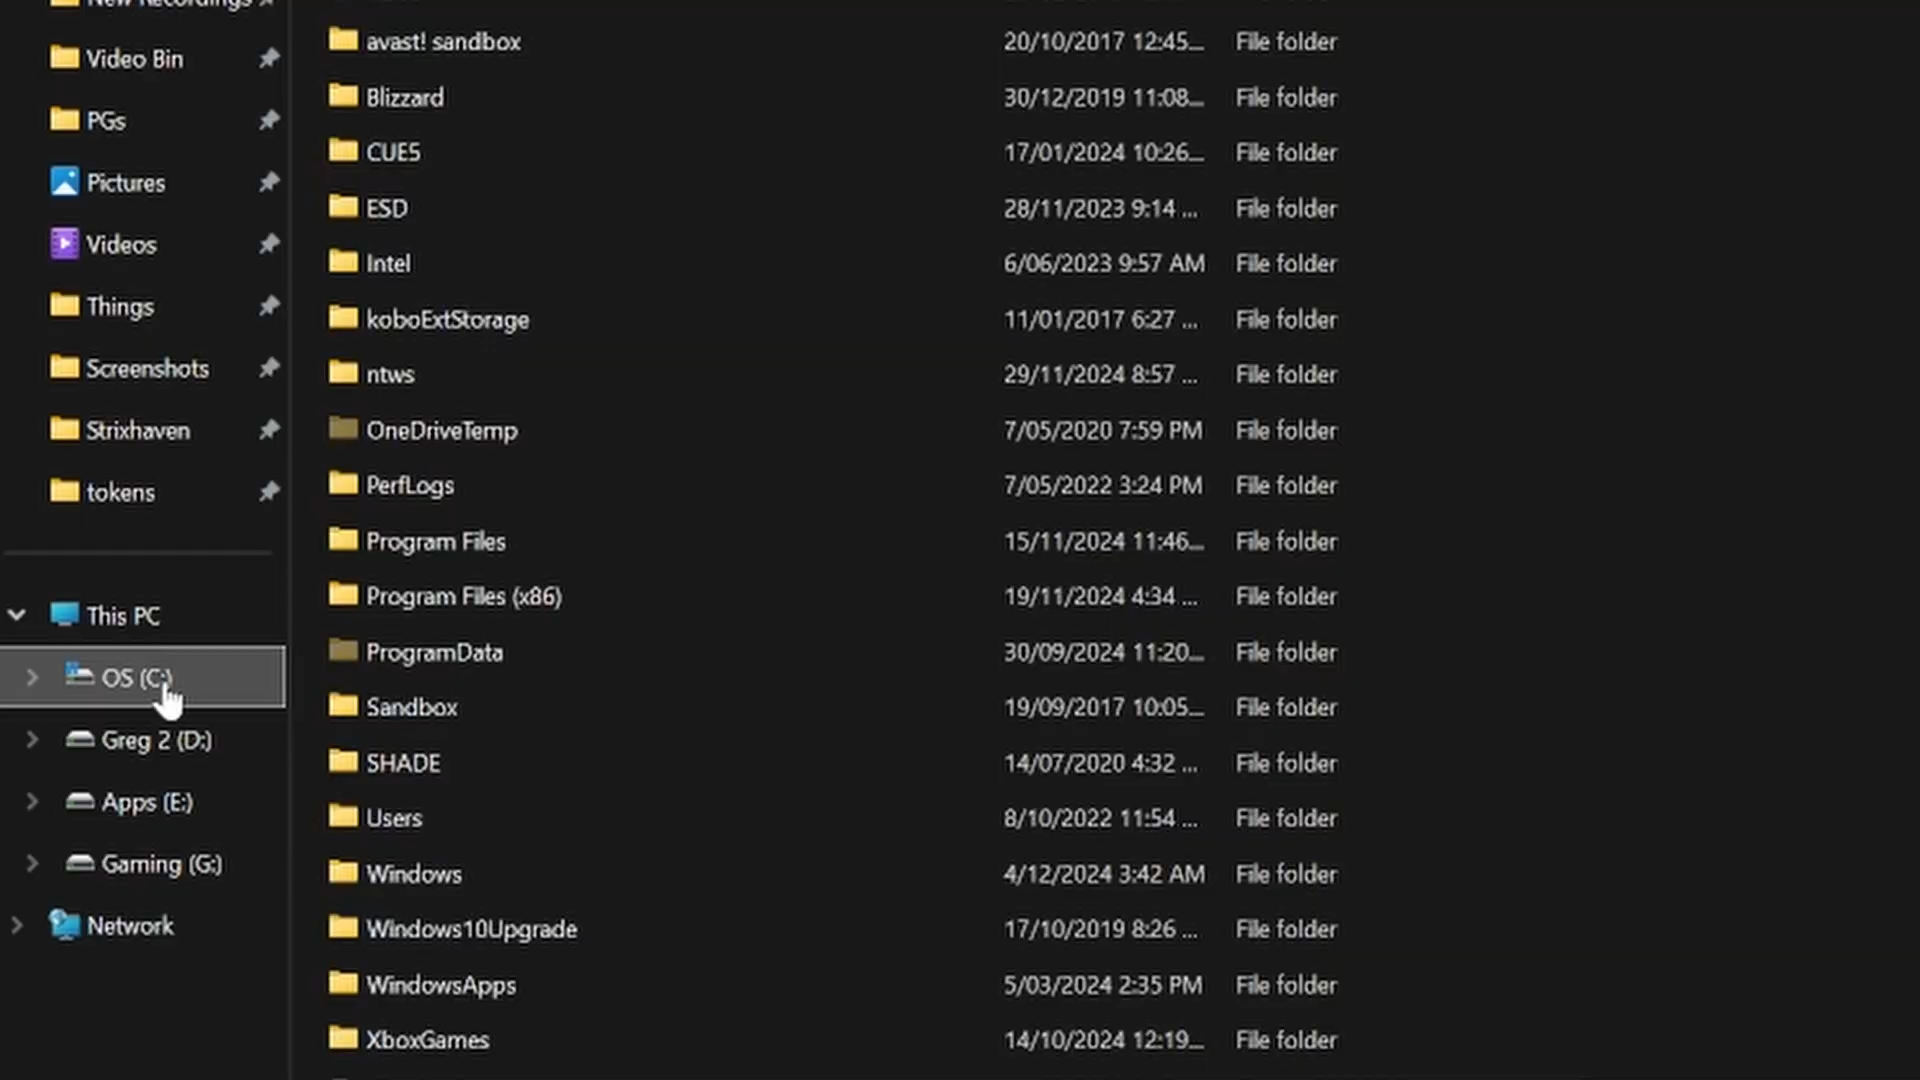 New Recordings
Video Bin
PGs
Pictures
Videos
Things
Screenshots
Strixhaven
tokens
This PC
OS (C:)
Greg 2 (D:)
Apps (E:)
Gaming (G:)
Network
avast! sandbox 20/10/2017 12:45... File folder
Blizzard 30/12/2019 11:08... File folder
CUE5 17/01/2024 10:26... File folder
ESD 28/11/2023 9:14 ... File folder
Intel 6/06/2023 9:57 AM File folder
koboExtStorage 11/01/2017 6:27 ... File folder
ntws 29/11/2024 8:57 ... File folder
OneDriveTemp 7/05/2020 7:59 PM File folder
PerfLogs 7/05/2022 3:24 PM File folder
Program Files 15/11/2024 11:46... File folder
Program Files (x86) 19/11/2024 4:34 ... File folder
ProgramData 30/09/2024 11:20... File folder
Sandbox 19/09/2017 10:05... File folder
SHADE 14/07/2020 4:32 ... File folder
Users 8/10/2022 11:54 ... File folder
Windows 4/12/2024 3:42 AM File folder
Windows10Upgrade 17/10/2019 8:26 ... File folder
WindowsApps 5/03/2024 2:35 PM File folder
XboxGames 14/10/2024 12:19... File folder